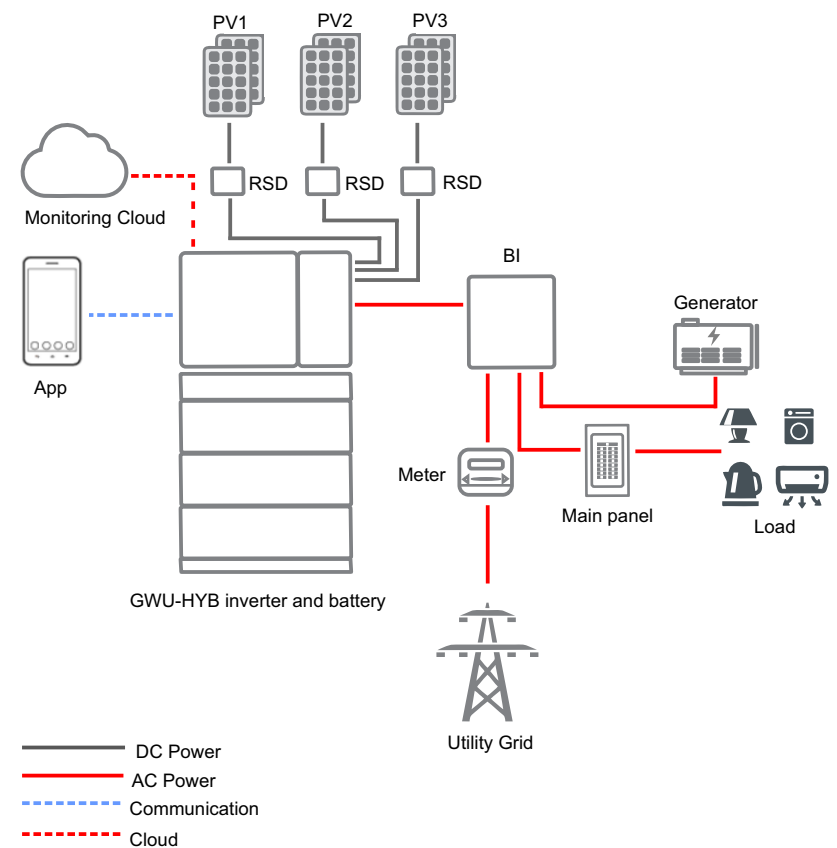 PV1
PV2
PV3
RSD
RSD
RSD
Monitoring Cloud
BI
Generator
App
Meter
Main panel
Load
GWU-HYB inverter and battery
Utility Grid
DC Power
AC Power
Communication
Cloud